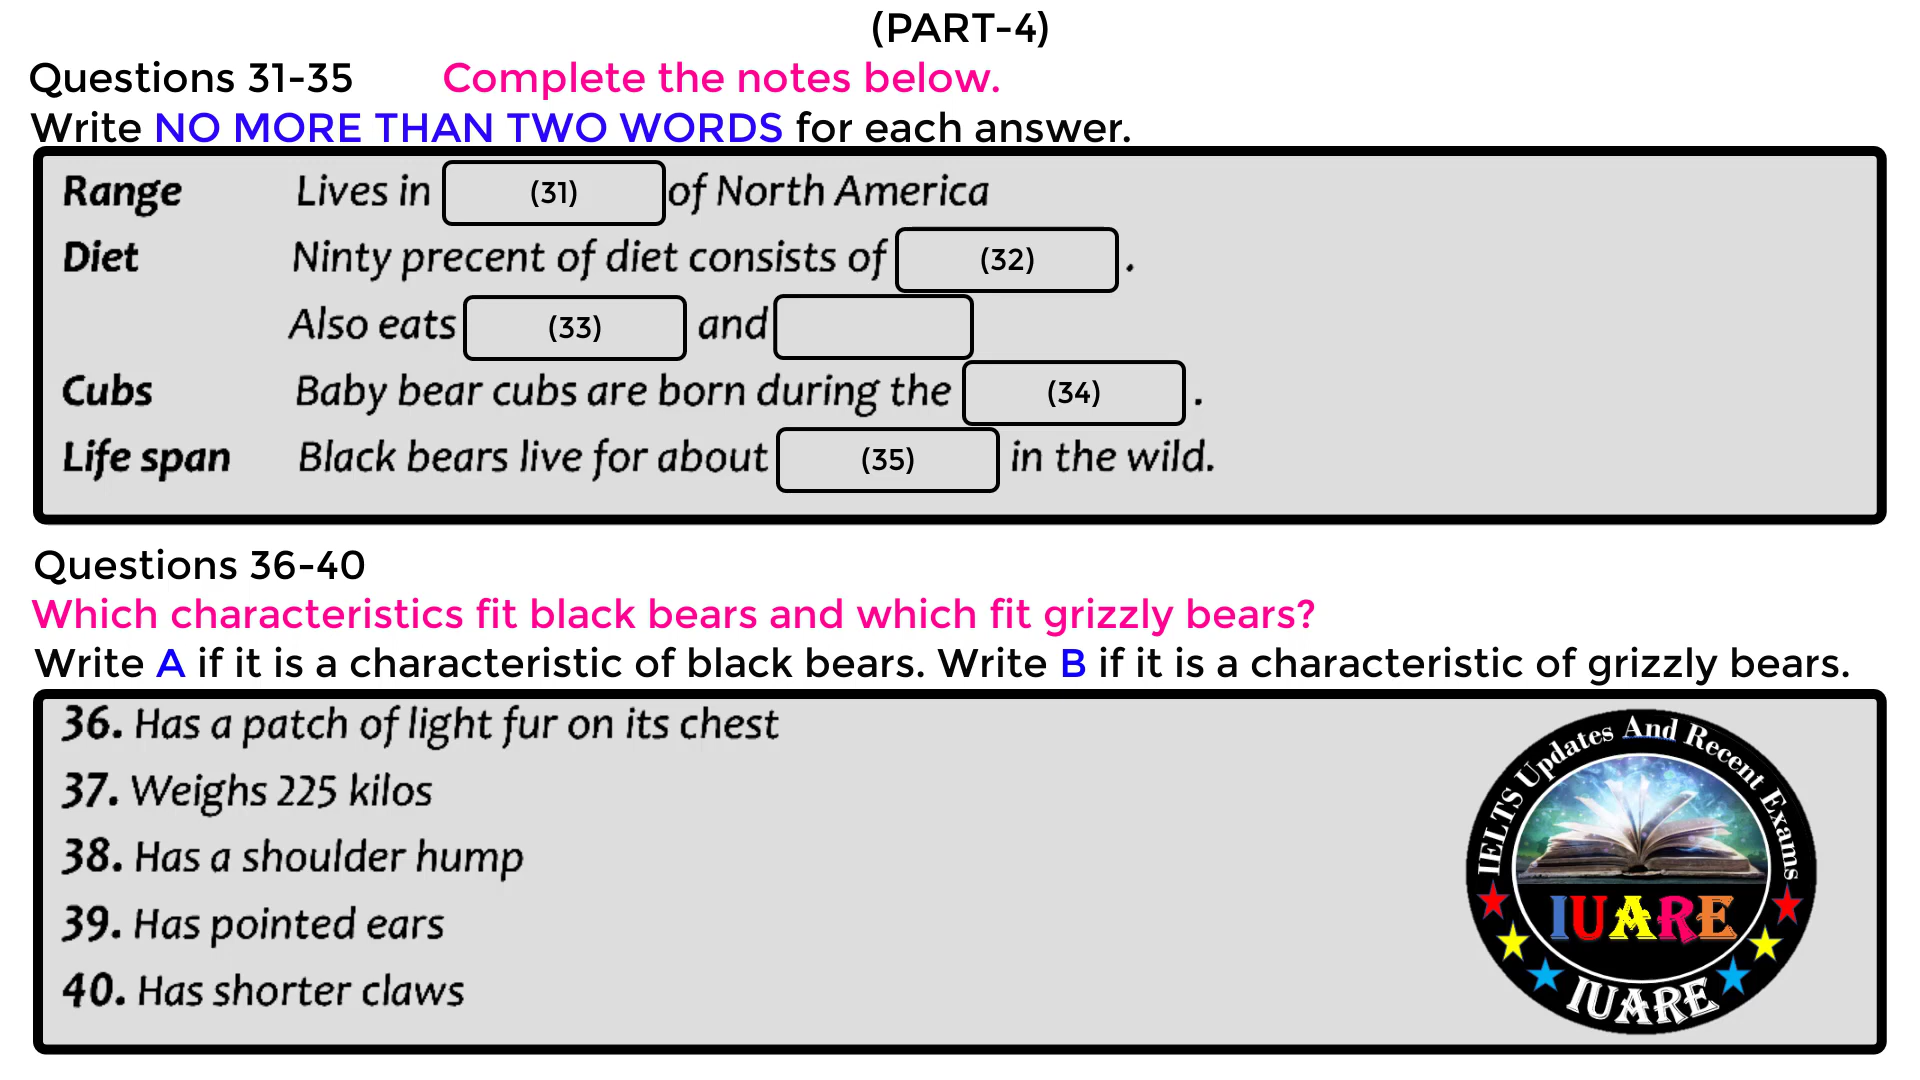 (PART-4)
Questions 31-35 Complete the notes below.
Write NO MORE THAN TWO WORDS for each answer.
Range Lives in (31) of North America
Diet Ninty precent of diet consists of (32) .
Also eats (33) and
Cubs Baby bear cubs are born during the (34) .
Life span Black bears live for about (35) in the wild.
Questions 36-40
Which characteristics fit black bears and which fit grizzly bears?
Write A if it is a characteristic of black bears. Write B if it is a characteristic of grizzly bears.
36. Has a patch of light fur on its chest
37. Weighs 225 kilos
38. Has a shoulder hump
39. Has pointed ears
40. Has shorter claws
IELTS Updates And Recent Exams
IUARE
IUARE